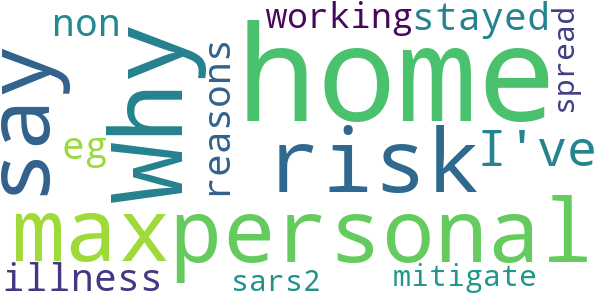 non working stayed
say why reasons home spread
eg risk I've
max personal
illness sars2 mitigate